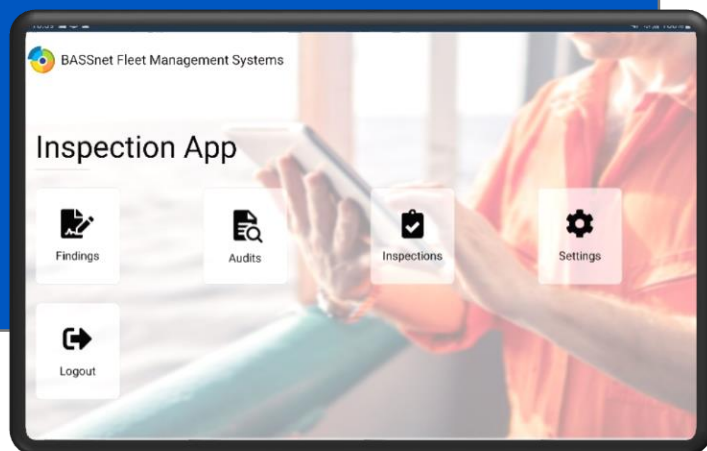 BASSnet Fleet Management Systems
Inspection App
Findings
Audits
Inspections
Settings
Logout